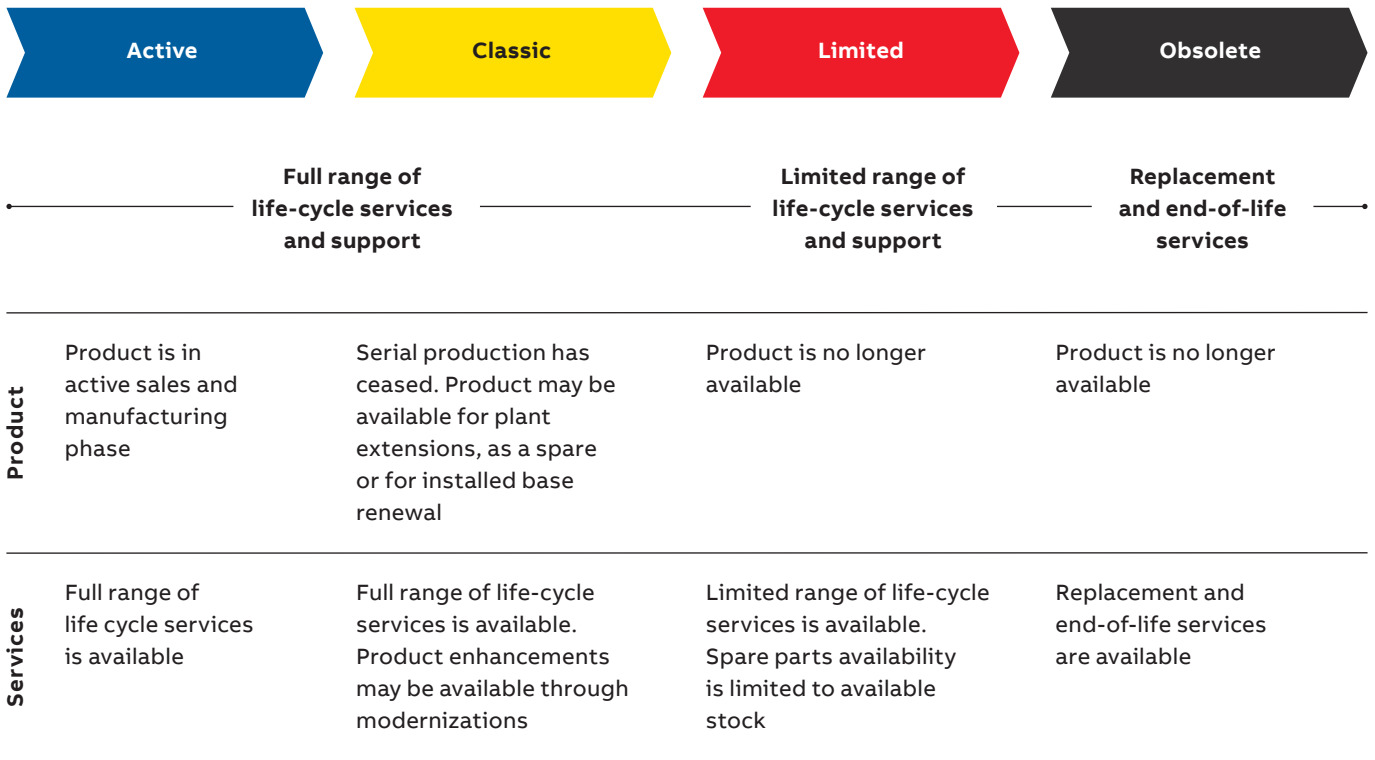 Active
Classic
Limited
Obsolete
Full range of
life-cycle services
and support
Limited range of
life-cycle services
and support
Replacement
and end-of-life
services
Product
Product is in
active sales and
manufacturing
phase
Serial production has
ceased. Product may be
available for plant
extensions, as a spare
or for installed base
renewal
Product is no longer
available
Product is no longer
available
Services
Full range of
life cycle services
is available
Full range of life-cycle
services is available.
Product enhancements
may be available through
modernizations
Limited range of life-cycle
services is available.
Spare parts availability
is limited to available
stock
Replacement and
end-of-life services
are available